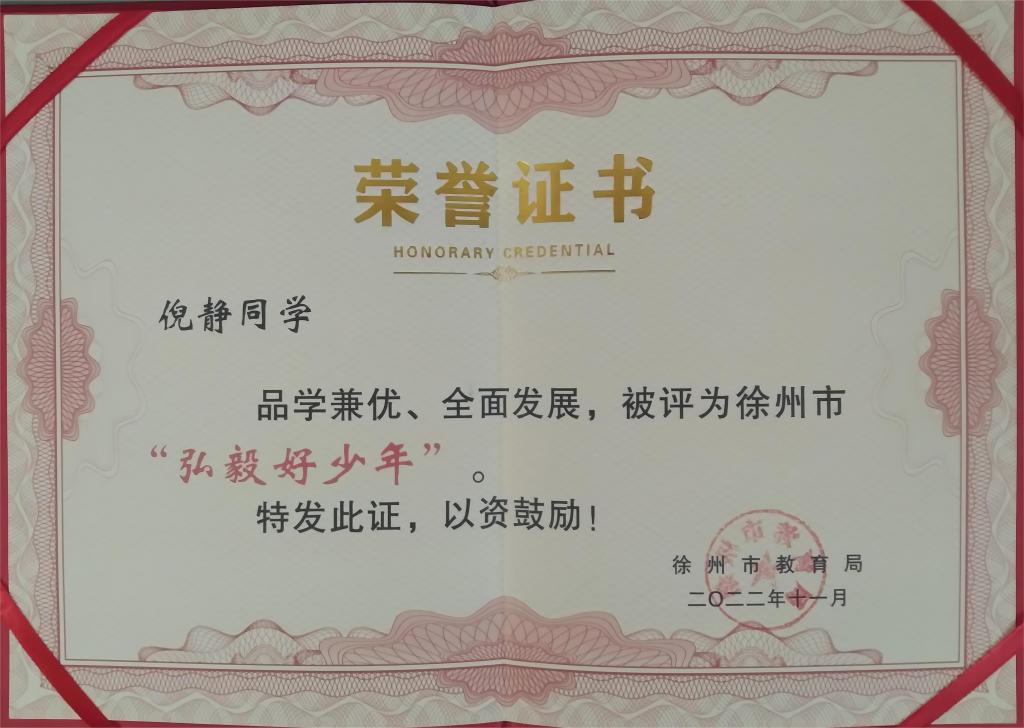 荣誉证书
HONORARY CREDENTIAL
倪静同学
品学兼优、全面发展，被评为徐州市
“弘毅好少年”。
特发此证，以资鼓励！
徐州市教育局
二〇二二年十一月